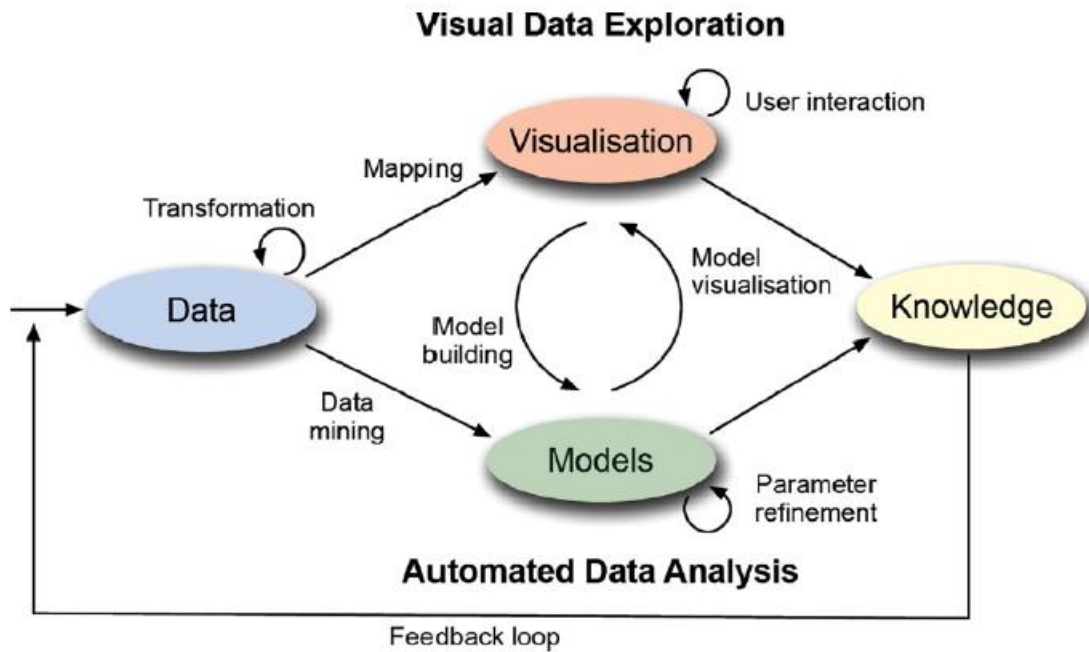 Visual Data Exploration
User interaction
Visualisation
Mapping
Transformation
Model
visualisation
Data
Knowledge
Model
building
Data
mining
Models
Parameter
refinement
Automated Data Analysis
Feedback loop